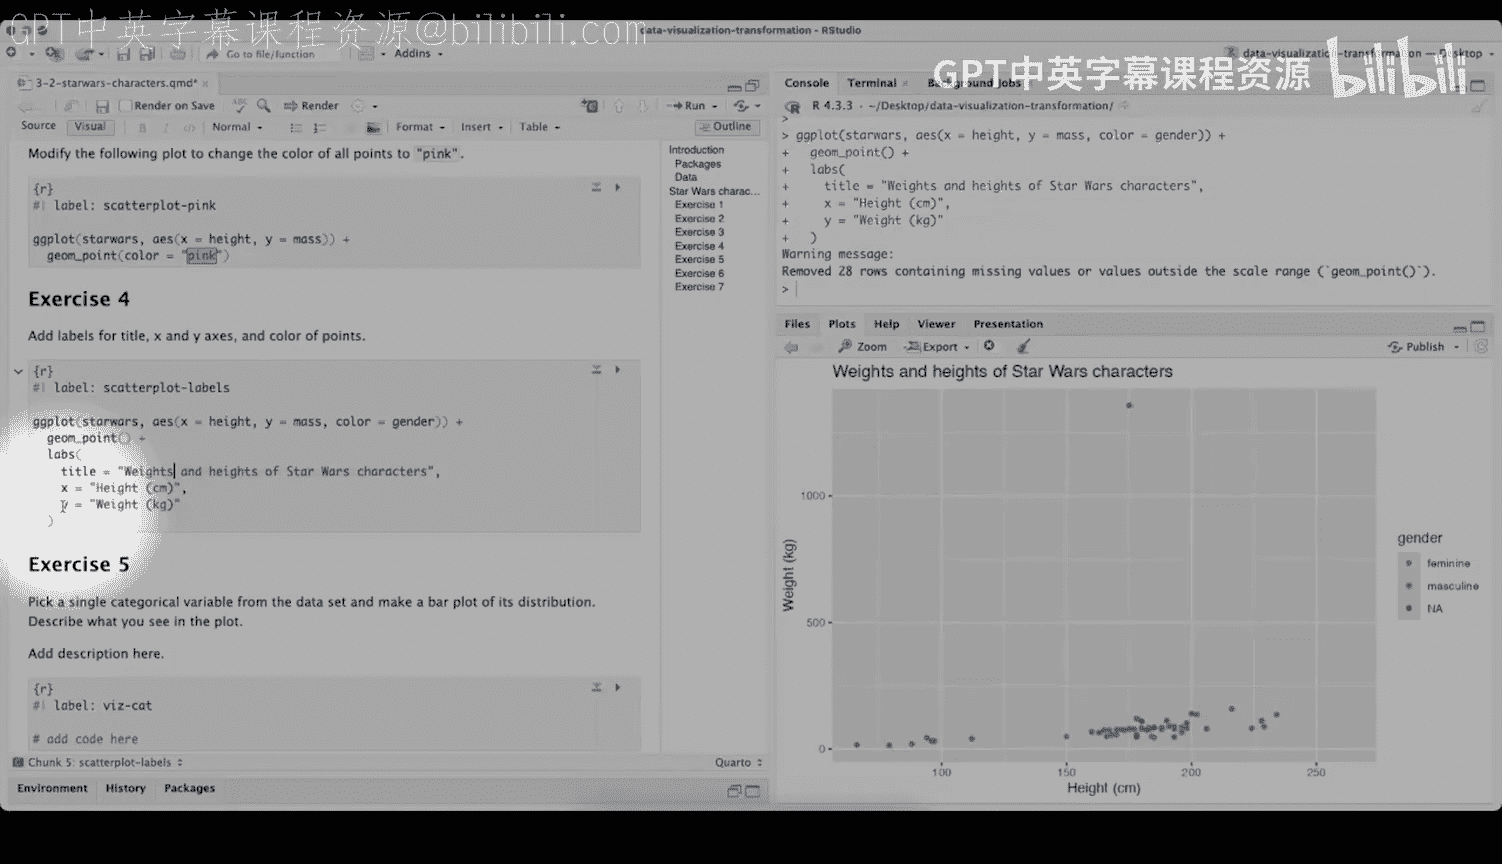 GPT中英字幕课程资源@bilibili.com
data-visualization-transformation - RStudio
Go to file/function
Addins
GPT中英字幕课程资源 bilibili
3-2-starwars-characters.qmd*
Render on Save
Render
Run
Source
Visual
Normal
Format
Insert
Table
Outline
Modify the following plot to change the color of all points to "pink".
{r}
#| label: scatterplot-pink
ggplot(starwars, aes(x = height, y = mass)) +
geom_point(color = "pink")
Exercise 4
Add labels for title, x and y axes, and color of points.
{r}
#| label: scatterplot-labels
ggplot(starwars, aes(x = height, y = mass, color = gender)) +
geom_point() +
labs(
title = "Weights and heights of Star Wars characters",
x = "Height (cm)",
y = "Weight (kg)"
)
Exercise 5
Pick a single categorical variable from the data set and make a bar plot of its distribution.
Describe what you see in the plot.
Add description here.
{r}
#| label: viz-cat
# add code here
Chunk 5: scatterplot-labels
Quarto
Environment
History
Packages
Introduction
Packages
Data
Star Wars charac...
Exercise 1
Exercise 2
Exercise 3
Exercise 4
Exercise 5
Exercise 6
Exercise 7
Console
Terminal
Background Jobs
R 4.3.3 · ~/Desktop/data-visualization-transformation/
>
> ggplot(starwars, aes(x = height, y = mass, color = gender)) +
+ geom_point() +
+ labs(
+ title = "Weights and heights of Star Wars characters",
+ x = "Height (cm)",
+ y = "Weight (kg)"
+ )
Warning message:
Removed 28 rows containing missing values or values outside the scale range (`geom_point()`).
>
Files
Plots
Help
Viewer
Presentation
Zoom
Export
Publish
Weights and heights of Star Wars characters
1000
500
0
Weight (kg)
100
150
200
250
Height (cm)
gender
feminine
masculine
NA